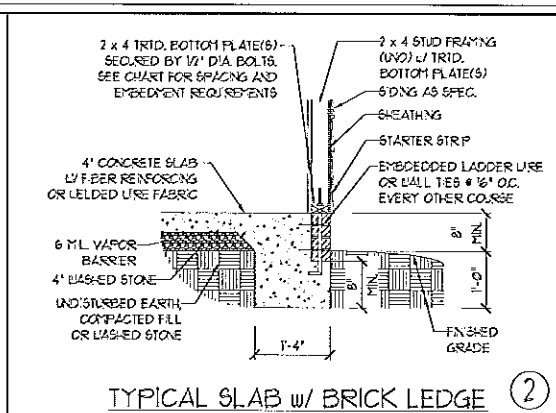 2 x 4 TRTD. BOTTOM PLATE(S)
SECURED BY 1/2" DIA. BOLTS.
SEE CHART FOR SPACING AND
EMBEDMENT REQUIREMENTS
4" CONCRETE SLAB
W/ FIBER REINFORCING
OR WELDED WIRE FABRIC
6 MIL VAPOR
BARRIER
4" WASHED STONE
UNDISTURBED EARTH,
COMPACTED FILL
OR WASHED STONE
2 x 4 STUD FRAMING
(UNO) w/ TRTD.
BOTTOM PLATE(S)
SIDING AS SPEC.
SHEATHING
STARTER STRIP
EMBEDDED LADDER WIRE
OR WALL TIES @ 16" O.C.
EVERY OTHER COURSE
8"
MIN.
1'-0"
8"
MIN.
FINISHED
GRADE
1'-4"
TYPICAL SLAB w/ BRICK LEDGE 2